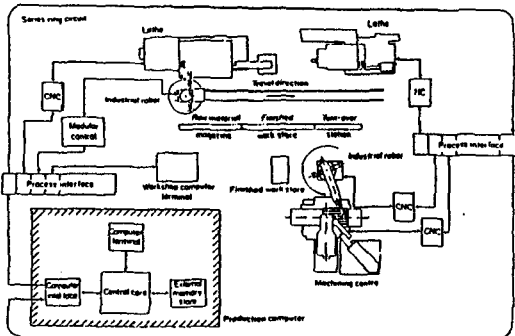 Series ring circuit
Lathe
Lathe
CNC
Industrial robot
Travel direction
NC
Modular
control
Raw material
magazine
Finished
work store
Turn-over
station
Industrial robot
Process interface
Process interface
Workshop computer
terminal
Finished work store
CNC
CNC
Machining centre
Computer
terminal
Computer
Control core
External
memory
store
Production computer